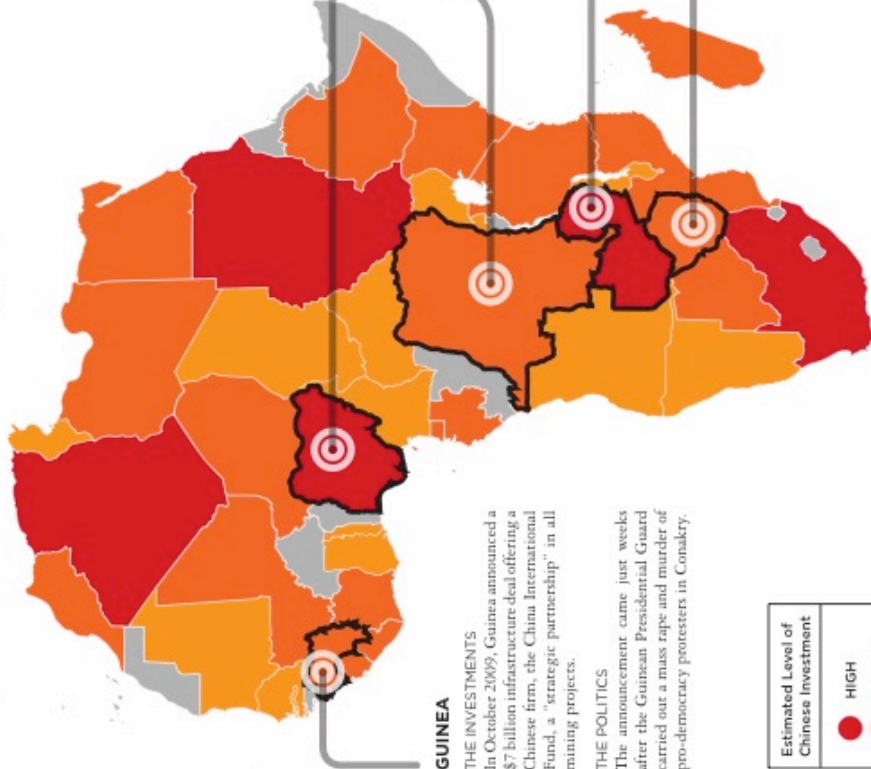 GUINEA
THE INVESTMENTS
In October 2009, Guinea announced a
$7 billion infrastructure deal offering a
Chinese firm, the China International
Fund, a “strategic partnership” in all
mining projects.
THE POLITICS
The announcement came just weeks
after the Guinean Presidential Guard
carried out a mass rape and murder of
pro-democracy protesters in Conakry.
Estimated Level of
Chinese Investment
HIGH